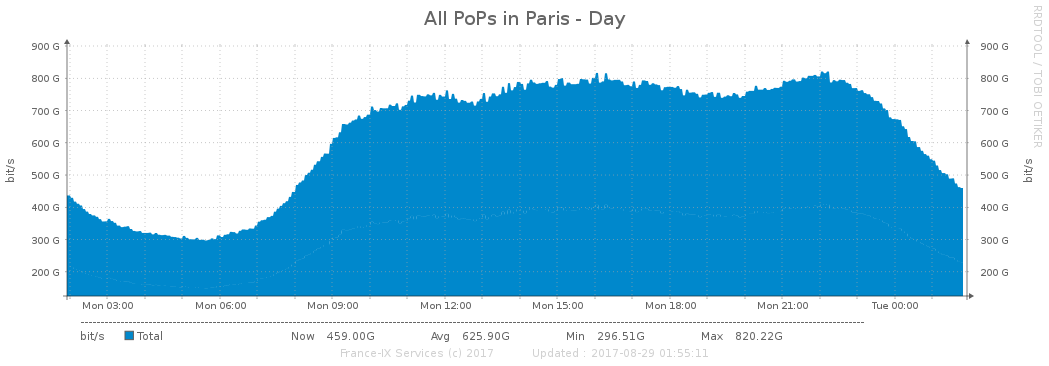 All PoPs in Paris - Day
RRDTOOL / TOBI OETIKER
900 G 900 G
800 G 800 G
700 G 700 G
600 G 600 G
500 G 500 G
400 G 400 G
300 G 300 G
200 G 200 G
bit/s
bit/s
Mon 03:00 Mon 06:00 Mon 09:00 Mon 12:00 Mon 15:00 Mon 18:00 Mon 21:00 Tue 00:00
bit/s Total Now 459.00G Avg 625.90G Min 296.51G Max 820.22G
France-IX Services (c) 2017 Updated : 2017-08-29 01:55:11